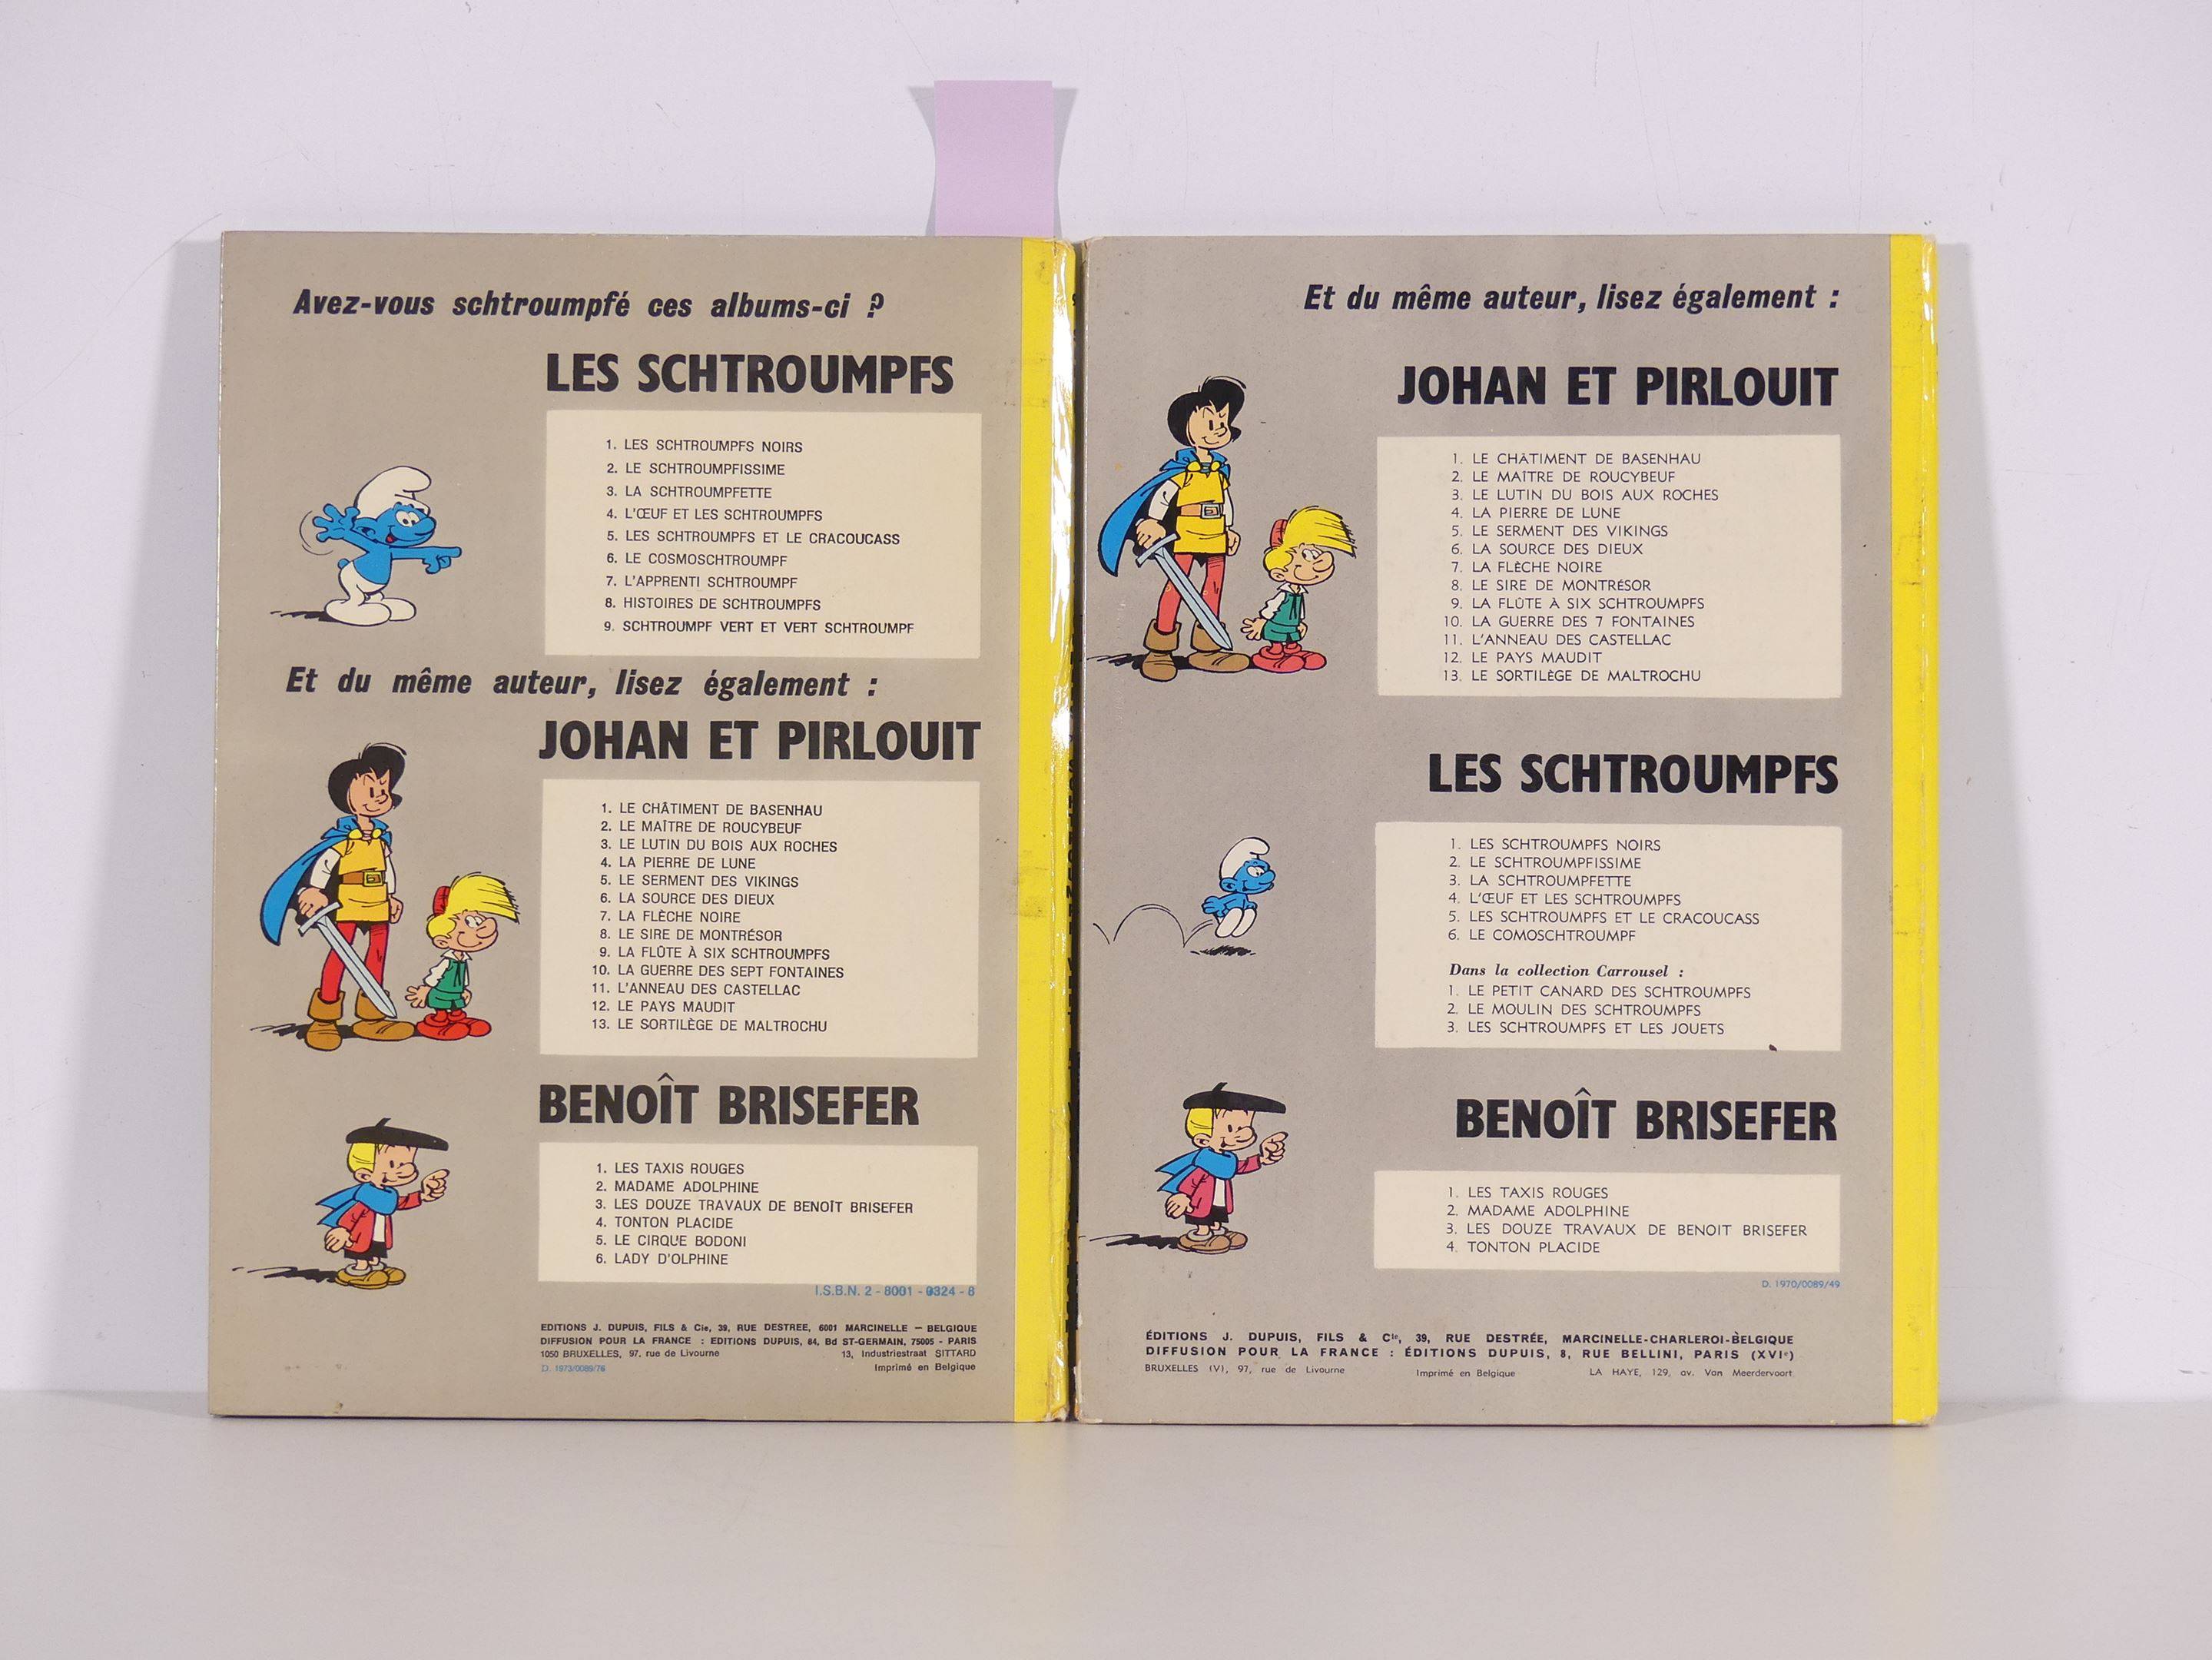 Avez-vous schtroumpfé ces albums-ci ?
LES SCHTROUMPFS
1. LES SCHTROUMPFS NOIRS
2. LE SCHTROUMPFISSIME
3. LA SCHTROUMPFETTE
4. L'ŒUF ET LES SCHTROUMPFS
5. LES SCHTROUMPFS ET LE CRACOUCASS
6. LE COSMOSCHTROUMPF
7. L'APPRENTI SCHTROUMPF
8. HISTOIRES DE SCHTROUMPFS
9. SCHTROUMPF VERT ET VERT SCHTROUMPF
Et du même auteur, lisez également :
JOHAN ET PIRLOUIT
1. LE CHÂTIMENT DE BASENHAU
2. LE MAÎTRE DE ROUCYBEUF
3. LE LUTIN DU BOIS AUX ROCHES
4. LA PIERRE DE LUNE
5. LE SERMENT DES VIKINGS
6. LA SOURCE DES DIEUX
7. LA FLÈCHE NOIRE
8. LE SIRE DE MONTRÉSOR
9. LA FLÛTE À SIX SCHTROUMPFS
10. LA GUERRE DES SEPT FONTAINES
11. L'ANNEAU DES CASTELLAC
12. LE PAYS MAUDIT
13. LE SORTILÈGE DE MALTROCHU
BENOÎT BRISEFER
1. LES TAXIS ROUGES
2. MADAME ADOLPHINE
3. LES DOUZE TRAVAUX DE BENOÎT BRISEFER
4. TONTON PLACIDE
5. LE CIRQUE BODONI
6. LADY D'OLPHINE
I.S.B.N. 2 - 8001 - 0324 - 8
EDITIONS J. DUPUIS, FILS & Cie, 39, RUE DESTREE, 6001 MARCINELLE — BELGIQUE
DIFFUSION POUR LA FRANCE : EDITIONS DUPUIS, 84, Bd ST-GERMAIN, 75005 - PARIS
1050 BRUXELLES, 97, rue de Livourne 13, Industriestraat SITTARD
D. 1973/0089/76 Imprimé en Belgique
Et du même auteur, lisez également :
JOHAN ET PIRLOUIT
1. LE CHÂTIMENT DE BASENHAU
2. LE MAÎTRE DE ROUCYBEUF
3. LE LUTIN DU BOIS AUX ROCHES
4. LA PIERRE DE LUNE
5. LE SERMENT DES VIKINGS
6. LA SOURCE DES DIEUX
7. LA FLÈCHE NOIRE
8. LE SIRE DE MONTRÉSOR
9. LA FLÛTE À SIX SCHTROUMPFS
10. LA GUERRE DES 7 FONTAINES
11. L'ANNEAU DES CASTELLAC
12. LE PAYS MAUDIT
13. LE SORTILÈGE DE MALTROCHU
LES SCHTROUMPFS
1. LES SCHTROUMPFS NOIRS
2. LE SCHTROUMPFISSIME
3. LA SCHTROUMPFETTE
4. L'ŒUF ET LES SCHTROUMPFS
5. LES SCHTROUMPFS ET LE CRACOUCASS
6. LE COMOSCHTROUMPF
Dans la collection Carrousel :
1. LE PETIT CANARD DES SCHTROUMPFS
2. LE MOULIN DES SCHTROUMPFS
3. LES SCHTROUMPFS ET LES JOUETS
BENOÎT BRISEFER
1. LES TAXIS ROUGES
2. MADAME ADOLPHINE
3. LES DOUZE TRAVAUX DE BENOIT BRISEFER
4. TONTON PLACIDE
D. 1970/0089/49
ÉDITIONS J. DUPUIS, FILS & Cie, 39, RUE DESTRÉE, MARCINELLE-CHARLEROI-BELGIQUE
DIFFUSION POUR LA FRANCE : ÉDITIONS DUPUIS, 8, RUE BELLINI, PARIS (XVIe)
BRUXELLES (V), 97, rue de Livourne Imprimé en Belgique LA HAYE, 129, av. Van Meerdervoort